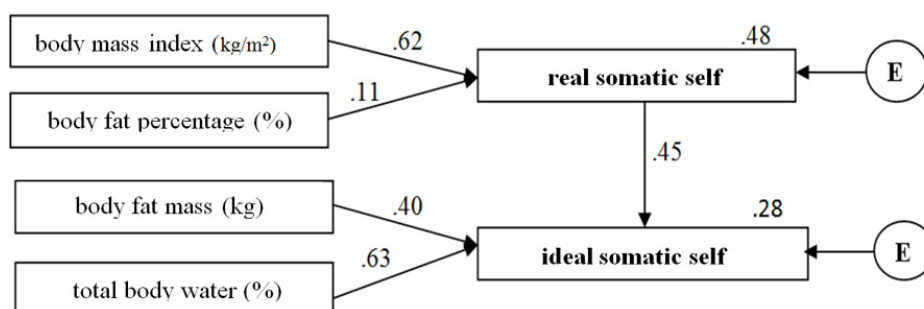 body mass index (kg/m²)
.62
.48
real somatic self
E
.11
body fat percentage (%)
.45
body fat mass (kg)
.40
.28
ideal somatic self
E
.63
total body water (%)